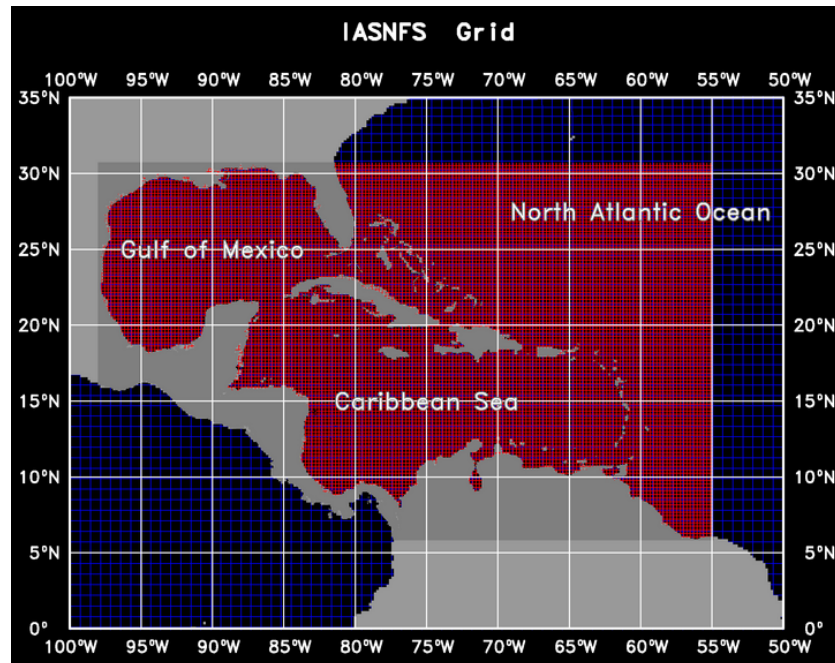 IASNFS Grid
100°W 95°W 90°W 85°W 80°W 75°W 70°W 65°W 60°W 55°W 50°W
35°N 35°N
30°N 30°N
North Atlantic Ocean
25°N Gulf of Mexico 25°N
20°N 20°N
15°N Caribbean Sea 15°N
10°N 10°N
5°N 5°N
0° 0°
100°W 95°W 90°W 85°W 80°W 75°W 70°W 65°W 60°W 55°W 50°W